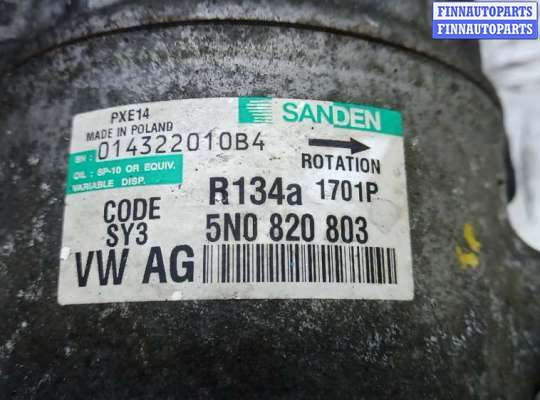 FINNAUTOPARTS
FINNAUTOPARTS
PXE14
MADE IN POLAND
SANDEN
SN: 014322010B4
ROTATION
OIL: SP-10 OR EQUIV.
VARIABLE DISP.
R134a 1701P
CODE
SY3
5N0 820 803
VW AG